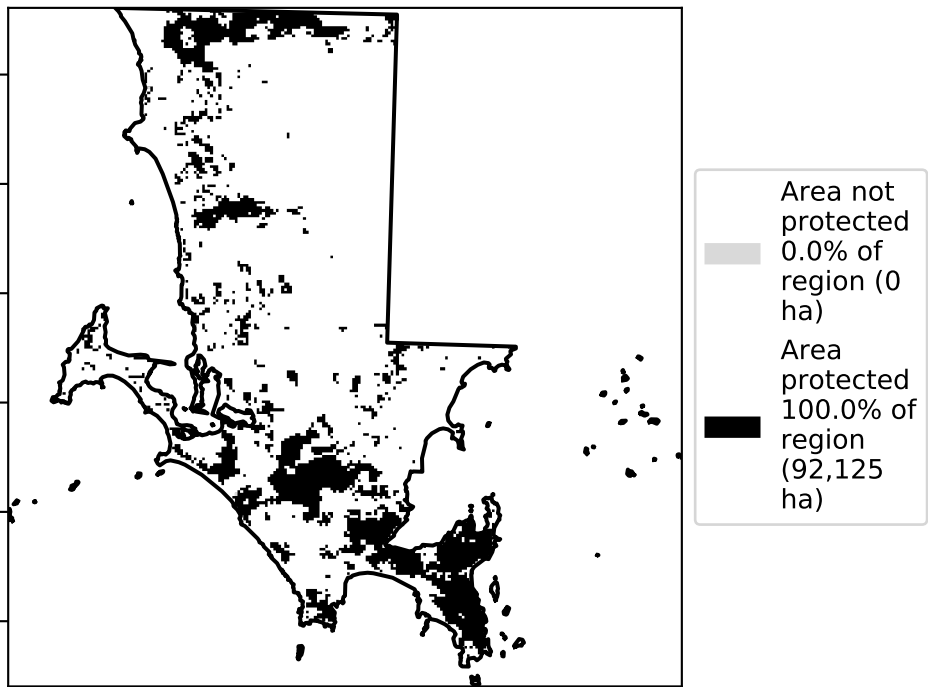 Area not
protected
0.0% of
region (0
ha)
Area
protected
100.0% of
region
(92,125
ha)